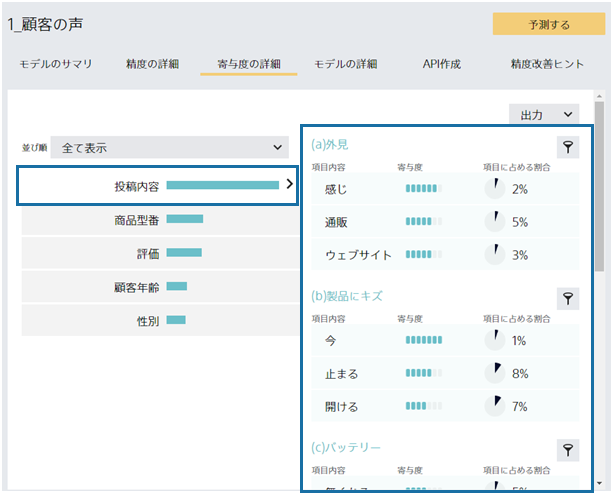 1_顧客の声
予測する
モデルのサマリ 精度の詳細 寄与度の詳細 モデルの詳細 API作成 精度改善ヒント
出力
並び順 全て表示
投稿内容
商品型番
評価
顧客年齢
性別
(a)外見
項目内容 寄与度 項目に占める割合
感じ 2%
通販 5%
ウェブサイト 3%
(b)製品にキズ
項目内容 寄与度 項目に占める割合
今 1%
止まる 8%
開ける 7%
(c)バッテリー
項目内容 寄与度 項目に占める割合